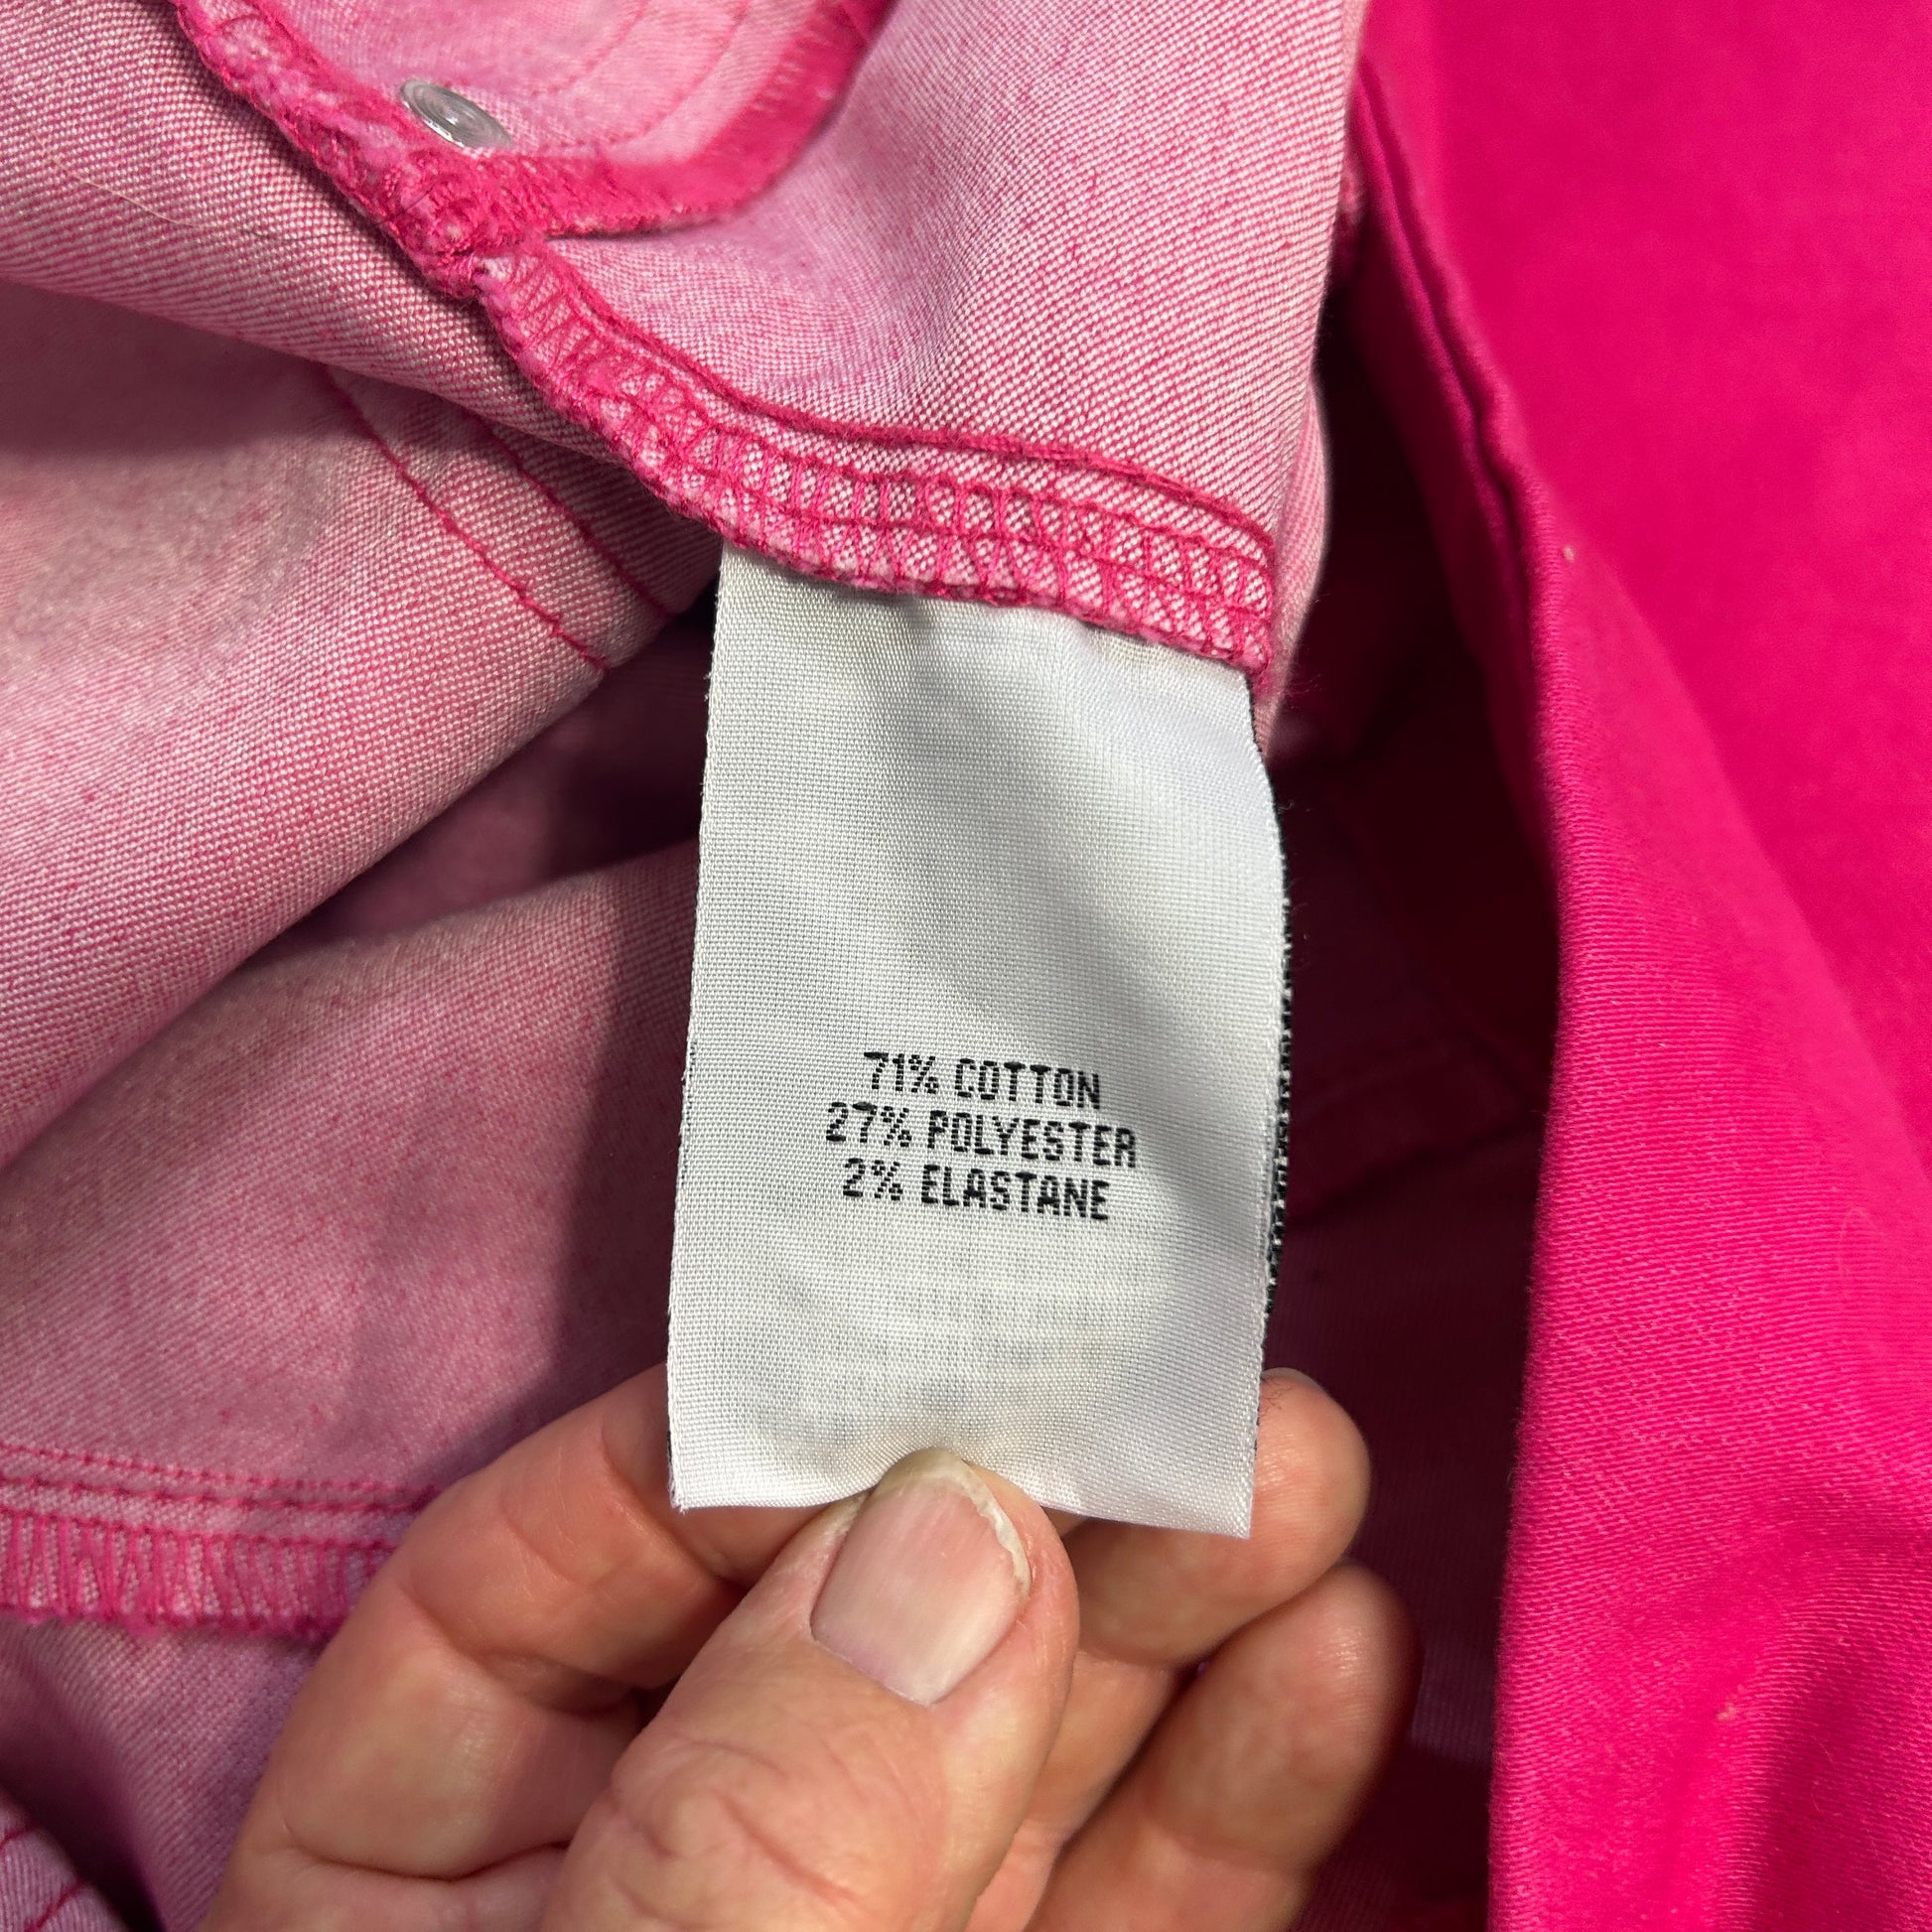 71% COTTON
27% POLYESTER
2% ELASTANE